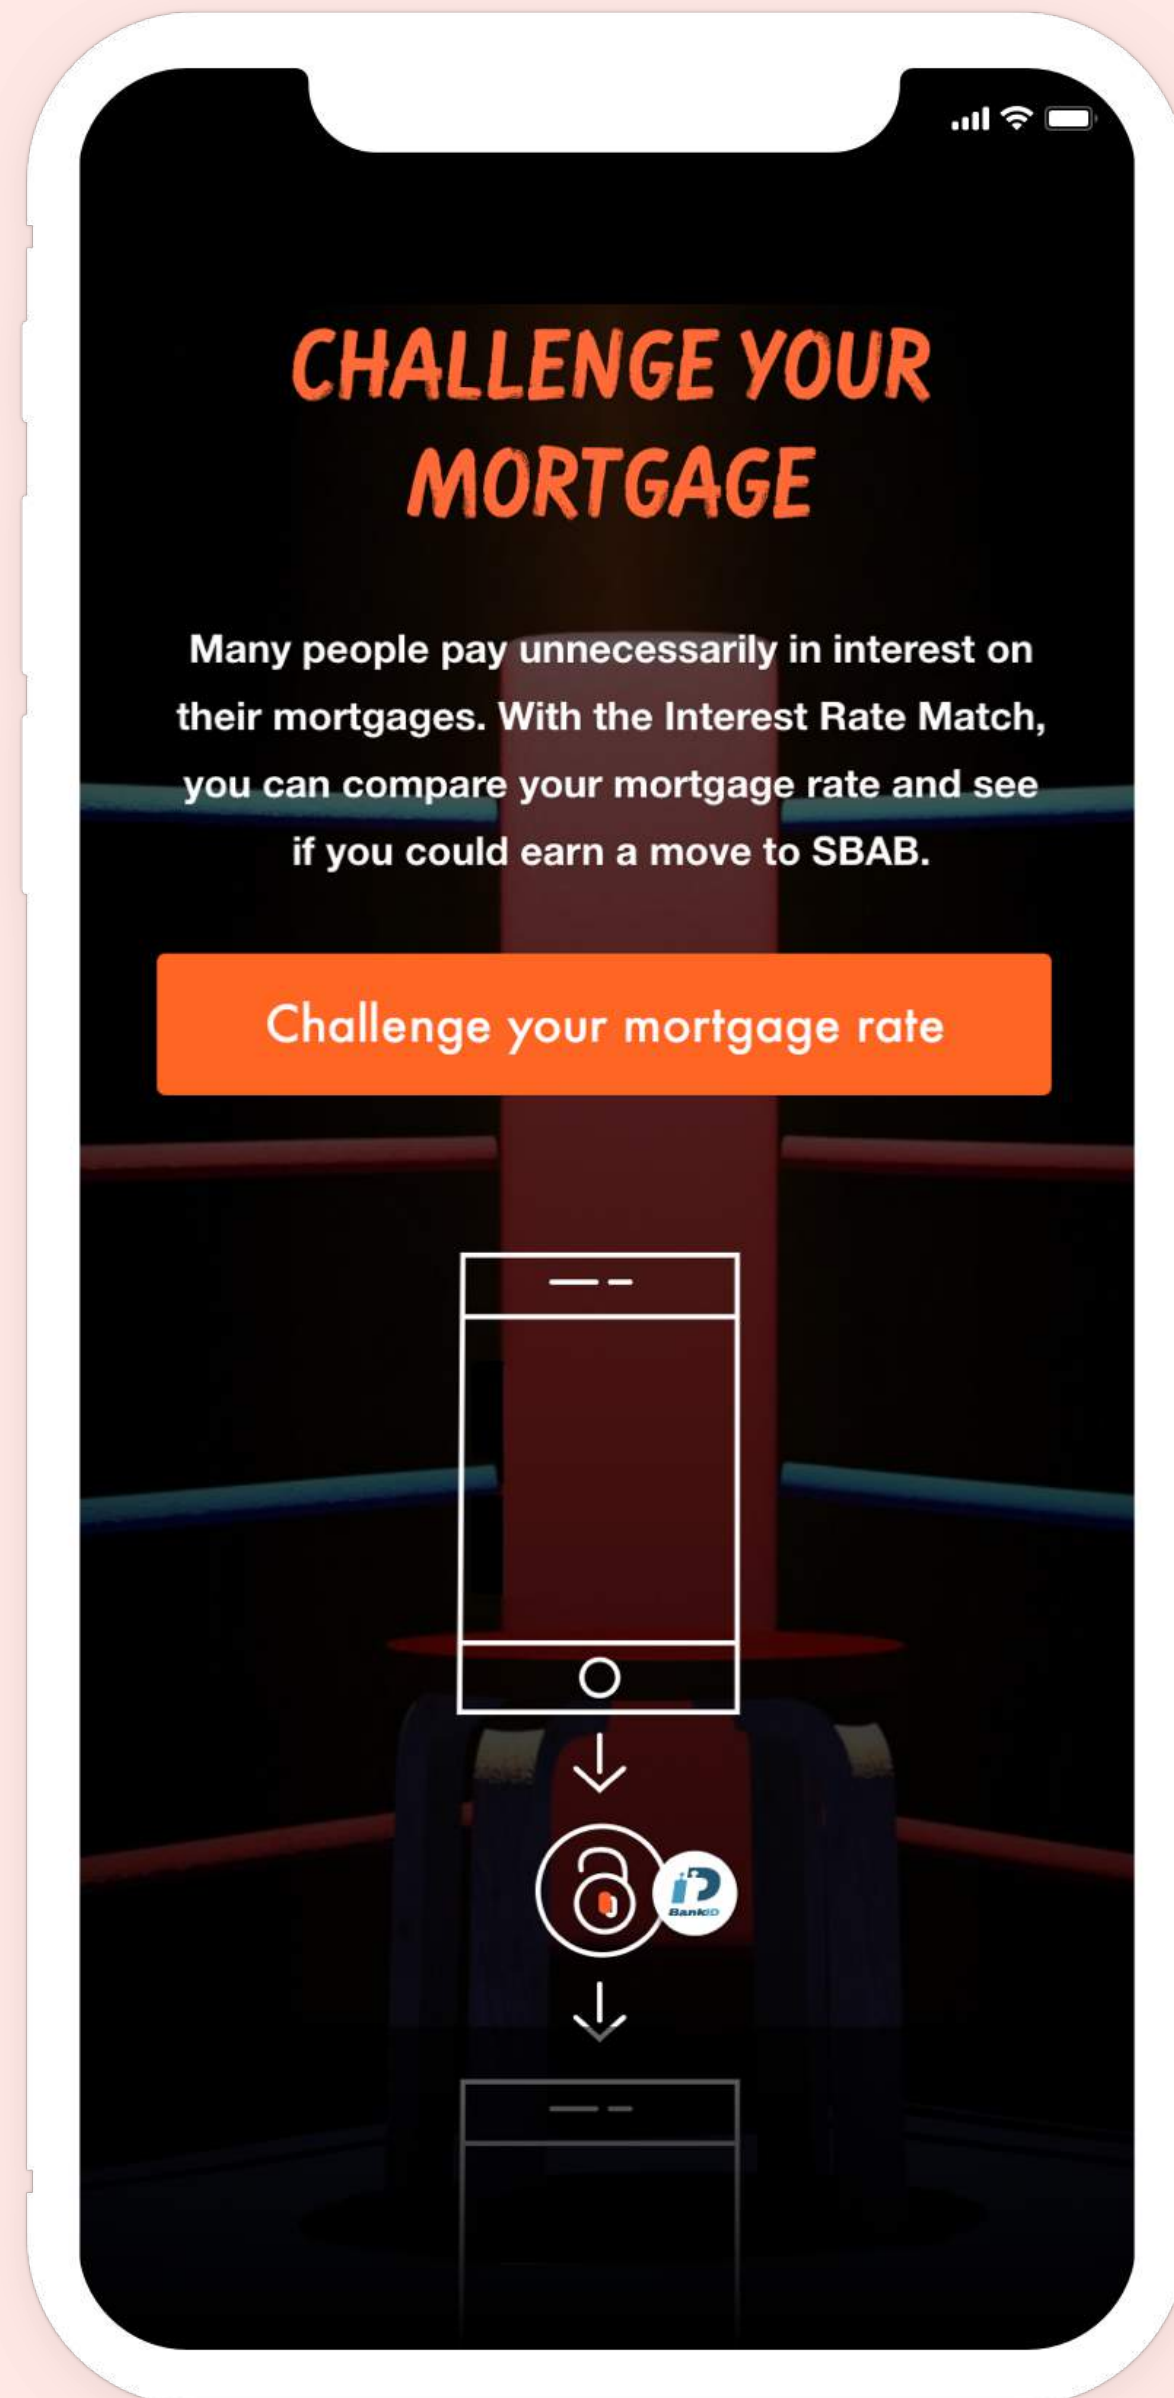 CHALLENGE YOUR
MORTGAGE
Many people pay unnecessarily in interest on
their mortgages. With the Interest Rate Match,
you can compare your mortgage rate and see
if you could earn a move to SBAB.
Challenge your mortgage rate
BankID